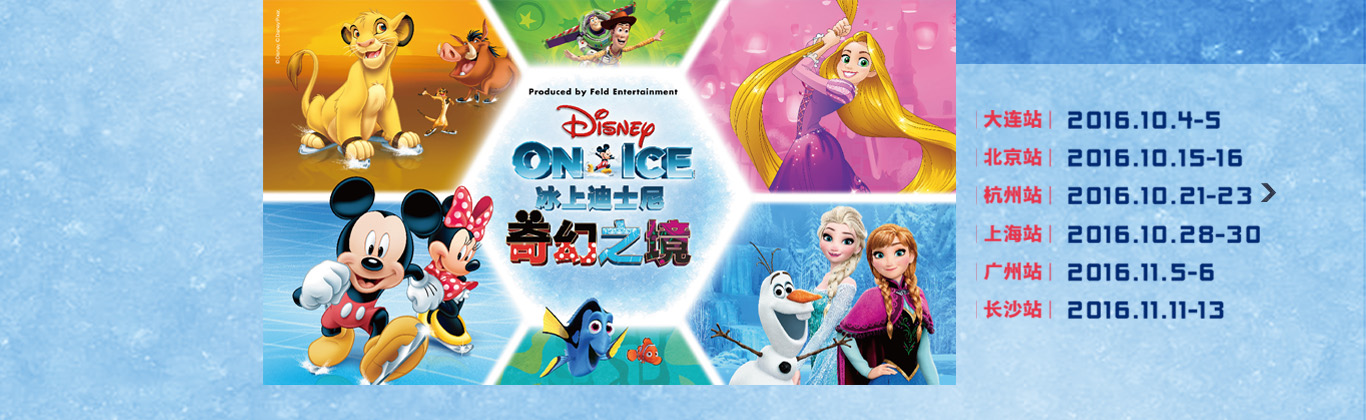 ©Disney, ©Disney/Pixar
Produced by Feld Entertainment
DISNEY
ON ICE
冰上迪士尼
奇幻之境
大连站 2016.10.4-5
北京站 2016.10.15-16
杭州站 2016.10.21-23
上海站 2016.10.28-30
广州站 2016.11.5-6
长沙站 2016.11.11-13